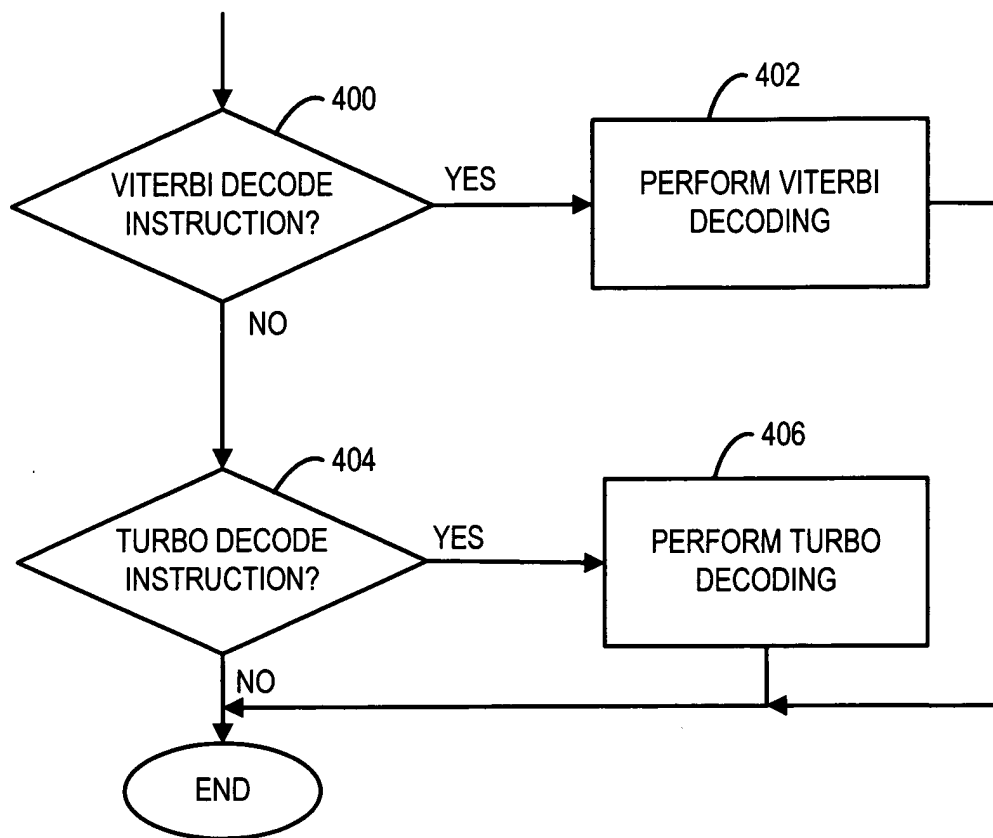 400
VITERBI DECODE
INSTRUCTION?
YES
402
PERFORM VITERBI
DECODING
NO
404
TURBO DECODE
INSTRUCTION?
YES
406
PERFORM TURBO
DECODING
NO
END